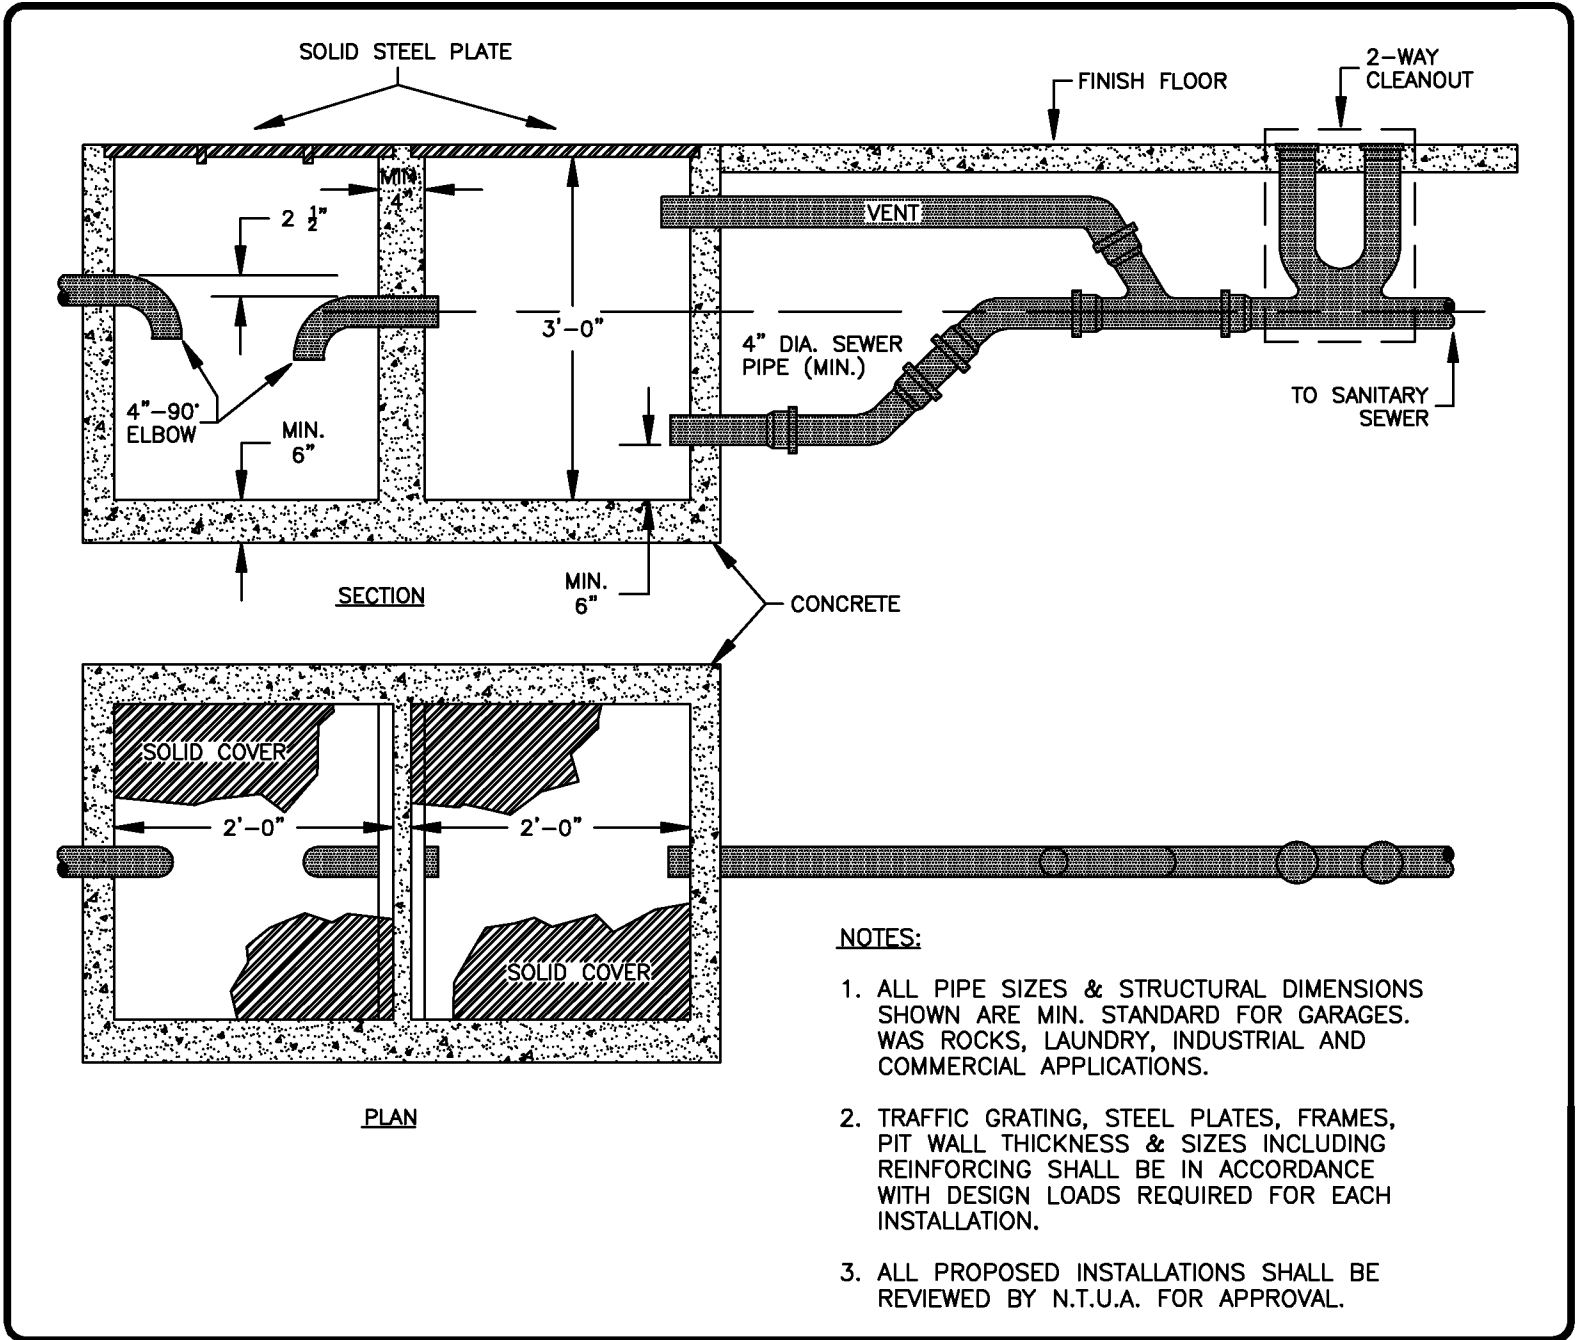 SOLID STEEL PLATE
FINISH FLOOR
2-WAY
CLEANOUT
MIN.
4"
2 ½"
VENT
3'-0"
4" DIA. SEWER
PIPE (MIN.)
4"-90°
ELBOW
MIN.
6"
TO SANITARY
SEWER
MIN.
6"
SECTION
CONCRETE
SOLID COVER
2'-0"
2'-0"
SOLID COVER
PLAN
NOTES:
1. ALL PIPE SIZES & STRUCTURAL DIMENSIONS
SHOWN ARE MIN. STANDARD FOR GARAGES.
WAS ROCKS, LAUNDRY, INDUSTRIAL AND
COMMERCIAL APPLICATIONS.
2. TRAFFIC GRATING, STEEL PLATES, FRAMES,
PIT WALL THICKNESS & SIZES INCLUDING
REINFORCING SHALL BE IN ACCORDANCE
WITH DESIGN LOADS REQUIRED FOR EACH
INSTALLATION.
3. ALL PROPOSED INSTALLATIONS SHALL BE
REVIEWED BY N.T.U.A. FOR APPROVAL.